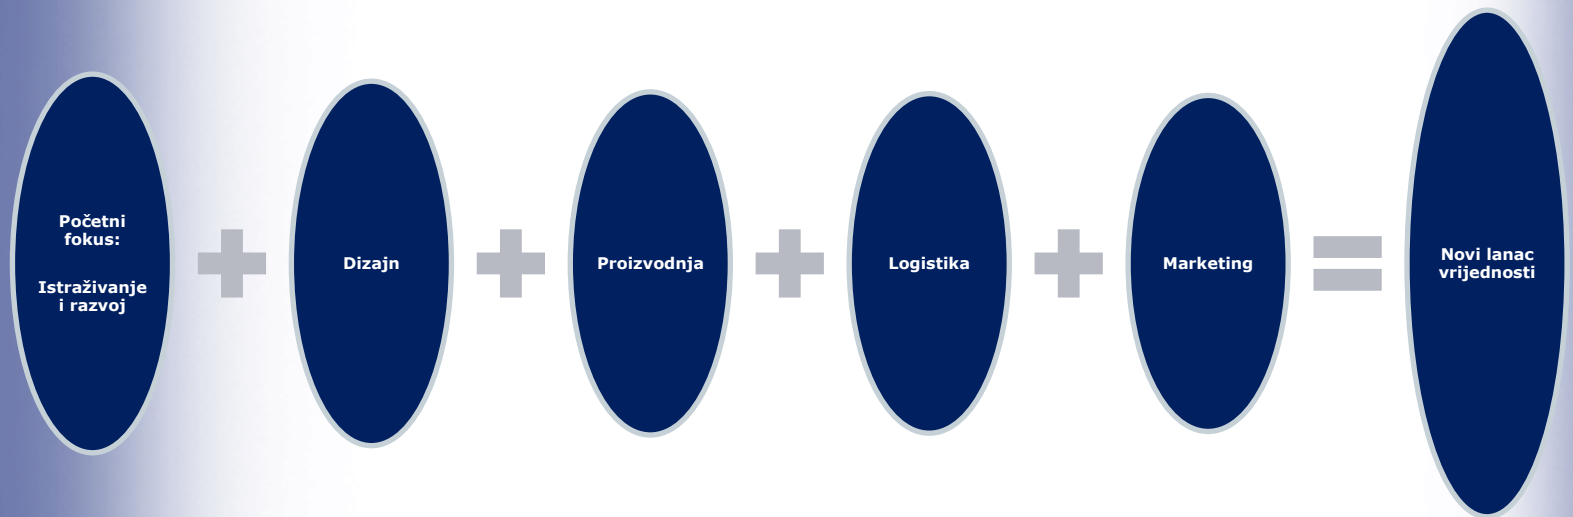 Početni
fokus:
Istraživanje
i razvoj
Dizajn
Proizvodnja
Logistika
Marketing
Novi lanac
vrijednosti